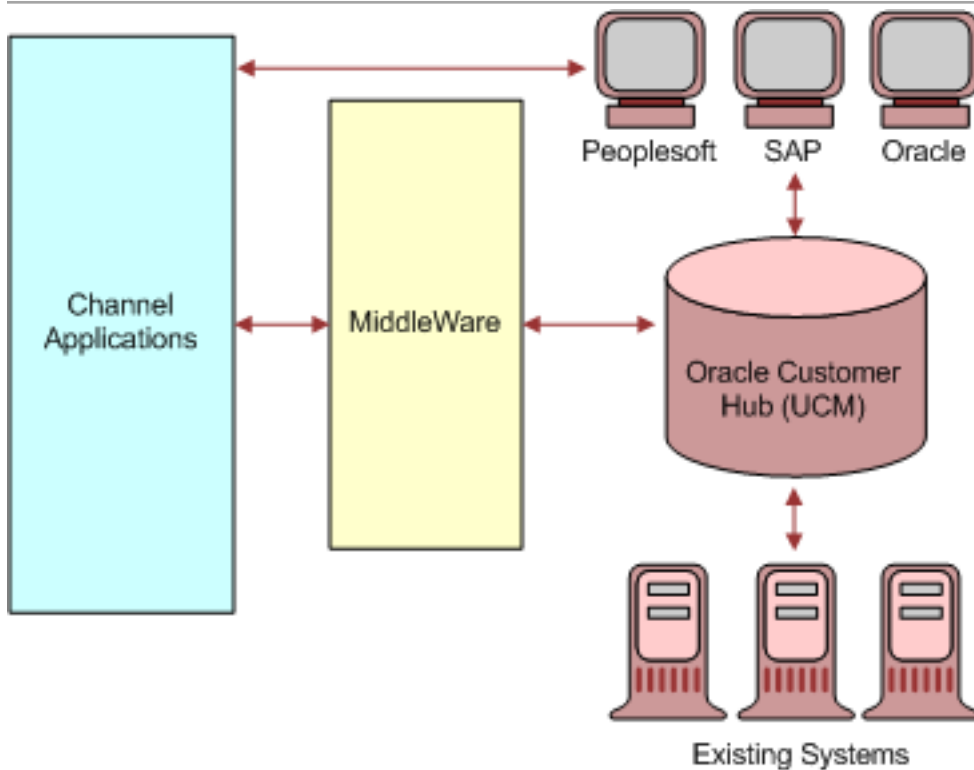 Peoplesoft
SAP
Oracle
Channel
Applications
MiddleWare
Oracle Customer
Hub (UCM)
Existing Systems